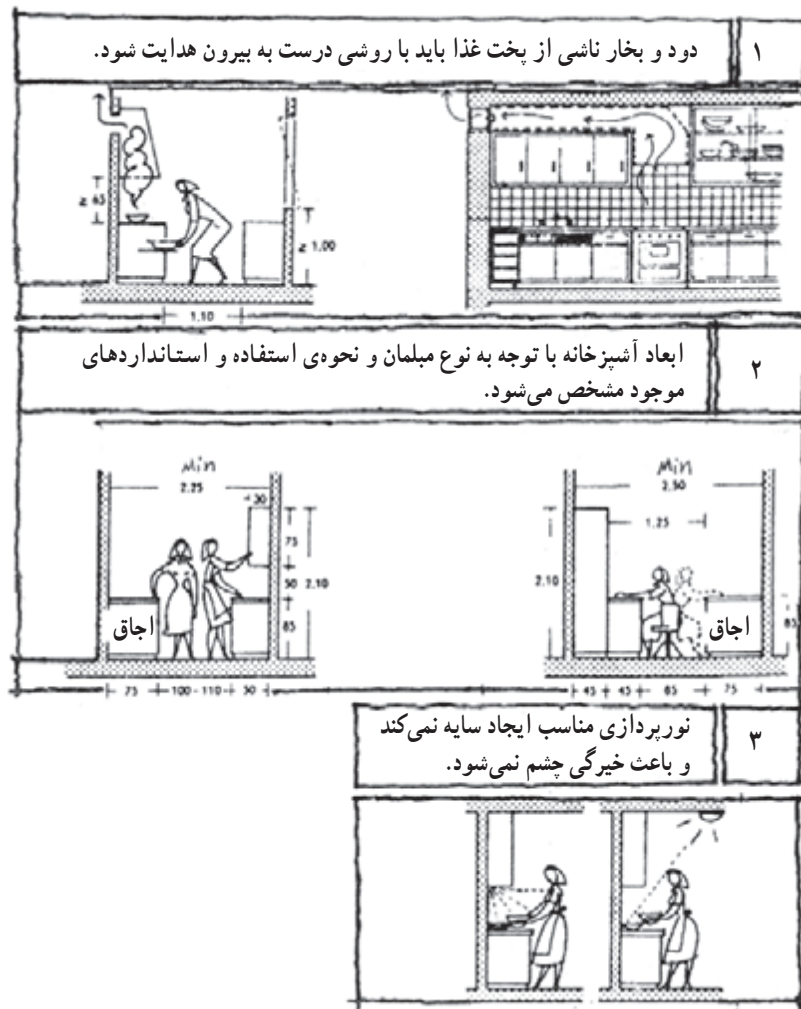 ۱
دود و بخار ناشی از پخت غذا باید با روشی درست به بیرون هدایت شود.
≥ 65
≥ 1.00
1.10
۲
ابعاد آشپزخانه با توجه به نوع مبلمان و نحوه‌ی استفاده و استانداردهای
موجود مشخص می‌شود.
Min
2.50
1.25
2.10
اجاق
85
45 45 65 75
Min
2.25
30
75
50
2.10
85
اجاق
75 100-110 50
۳
نورپردازی مناسب ایجاد سایه نمی‌کند
و باعث خیرگی چشم نمی‌شود.